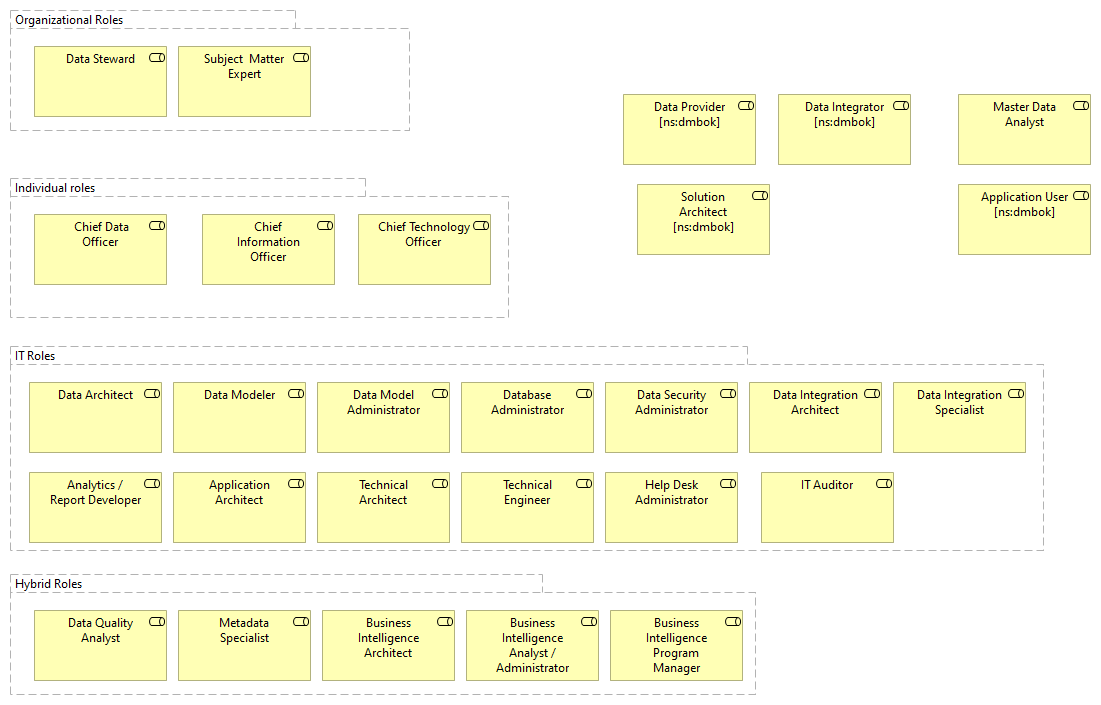 Organizational Roles
Data Steward
Subject  Matter
Expert
Data Provider
[ns:dmbok]
Data Integrator
[ns:dmbok]
Master Data
Analyst
Individual roles
Chief Data
Officer
Chief
Information
Officer
Chief Technology
Officer
Solution
Architect
[ns:dmbok]
Application User
[ns:dmbok]
IT Roles
Data Architect
Data Modeler
Data Model
Administrator
Database
Administrator
Data Security
Administrator
Data Integration
Architect
Data Integration
Specialist
Analytics /
Report Developer
Application
Architect
Technical
Architect
Technical
Engineer
Help Desk
Administrator
IT Auditor
Hybrid Roles
Data Quality
Analyst
Metadata
Specialist
Business
Intelligence
Architect
Business
Intelligence
Analyst /
Administrator
Business
Intelligence
Program
Manager